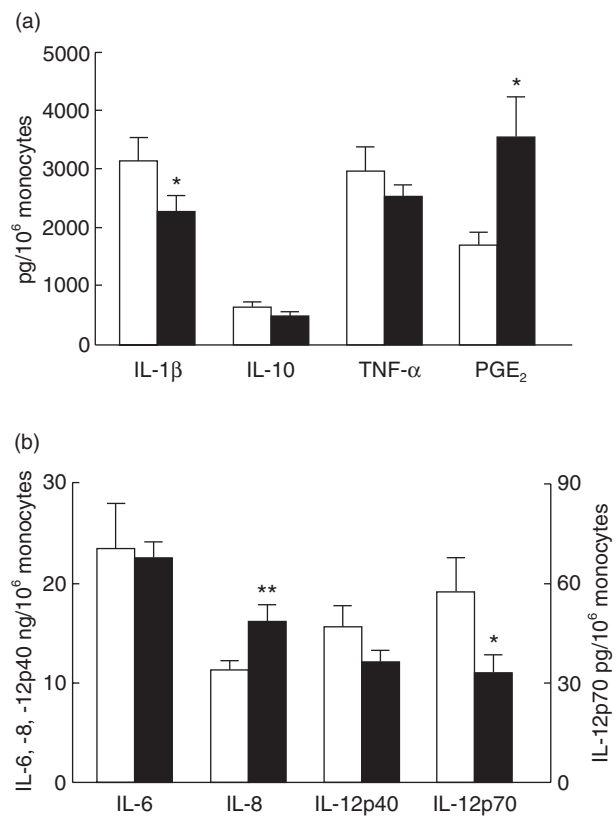 (a)
pg/10⁶ monocytes
5000
4000
3000
2000
1000
0
*
*
IL-1β IL-10 TNF-α PGE₂
(b)
IL-6, -8, -12p40 ng/10⁶ monocytes
30
20
10
0
**
*
90
60
30
0
IL-12p70 pg/10⁶ monocytes
IL-6 IL-8 IL-12p40 IL-12p70